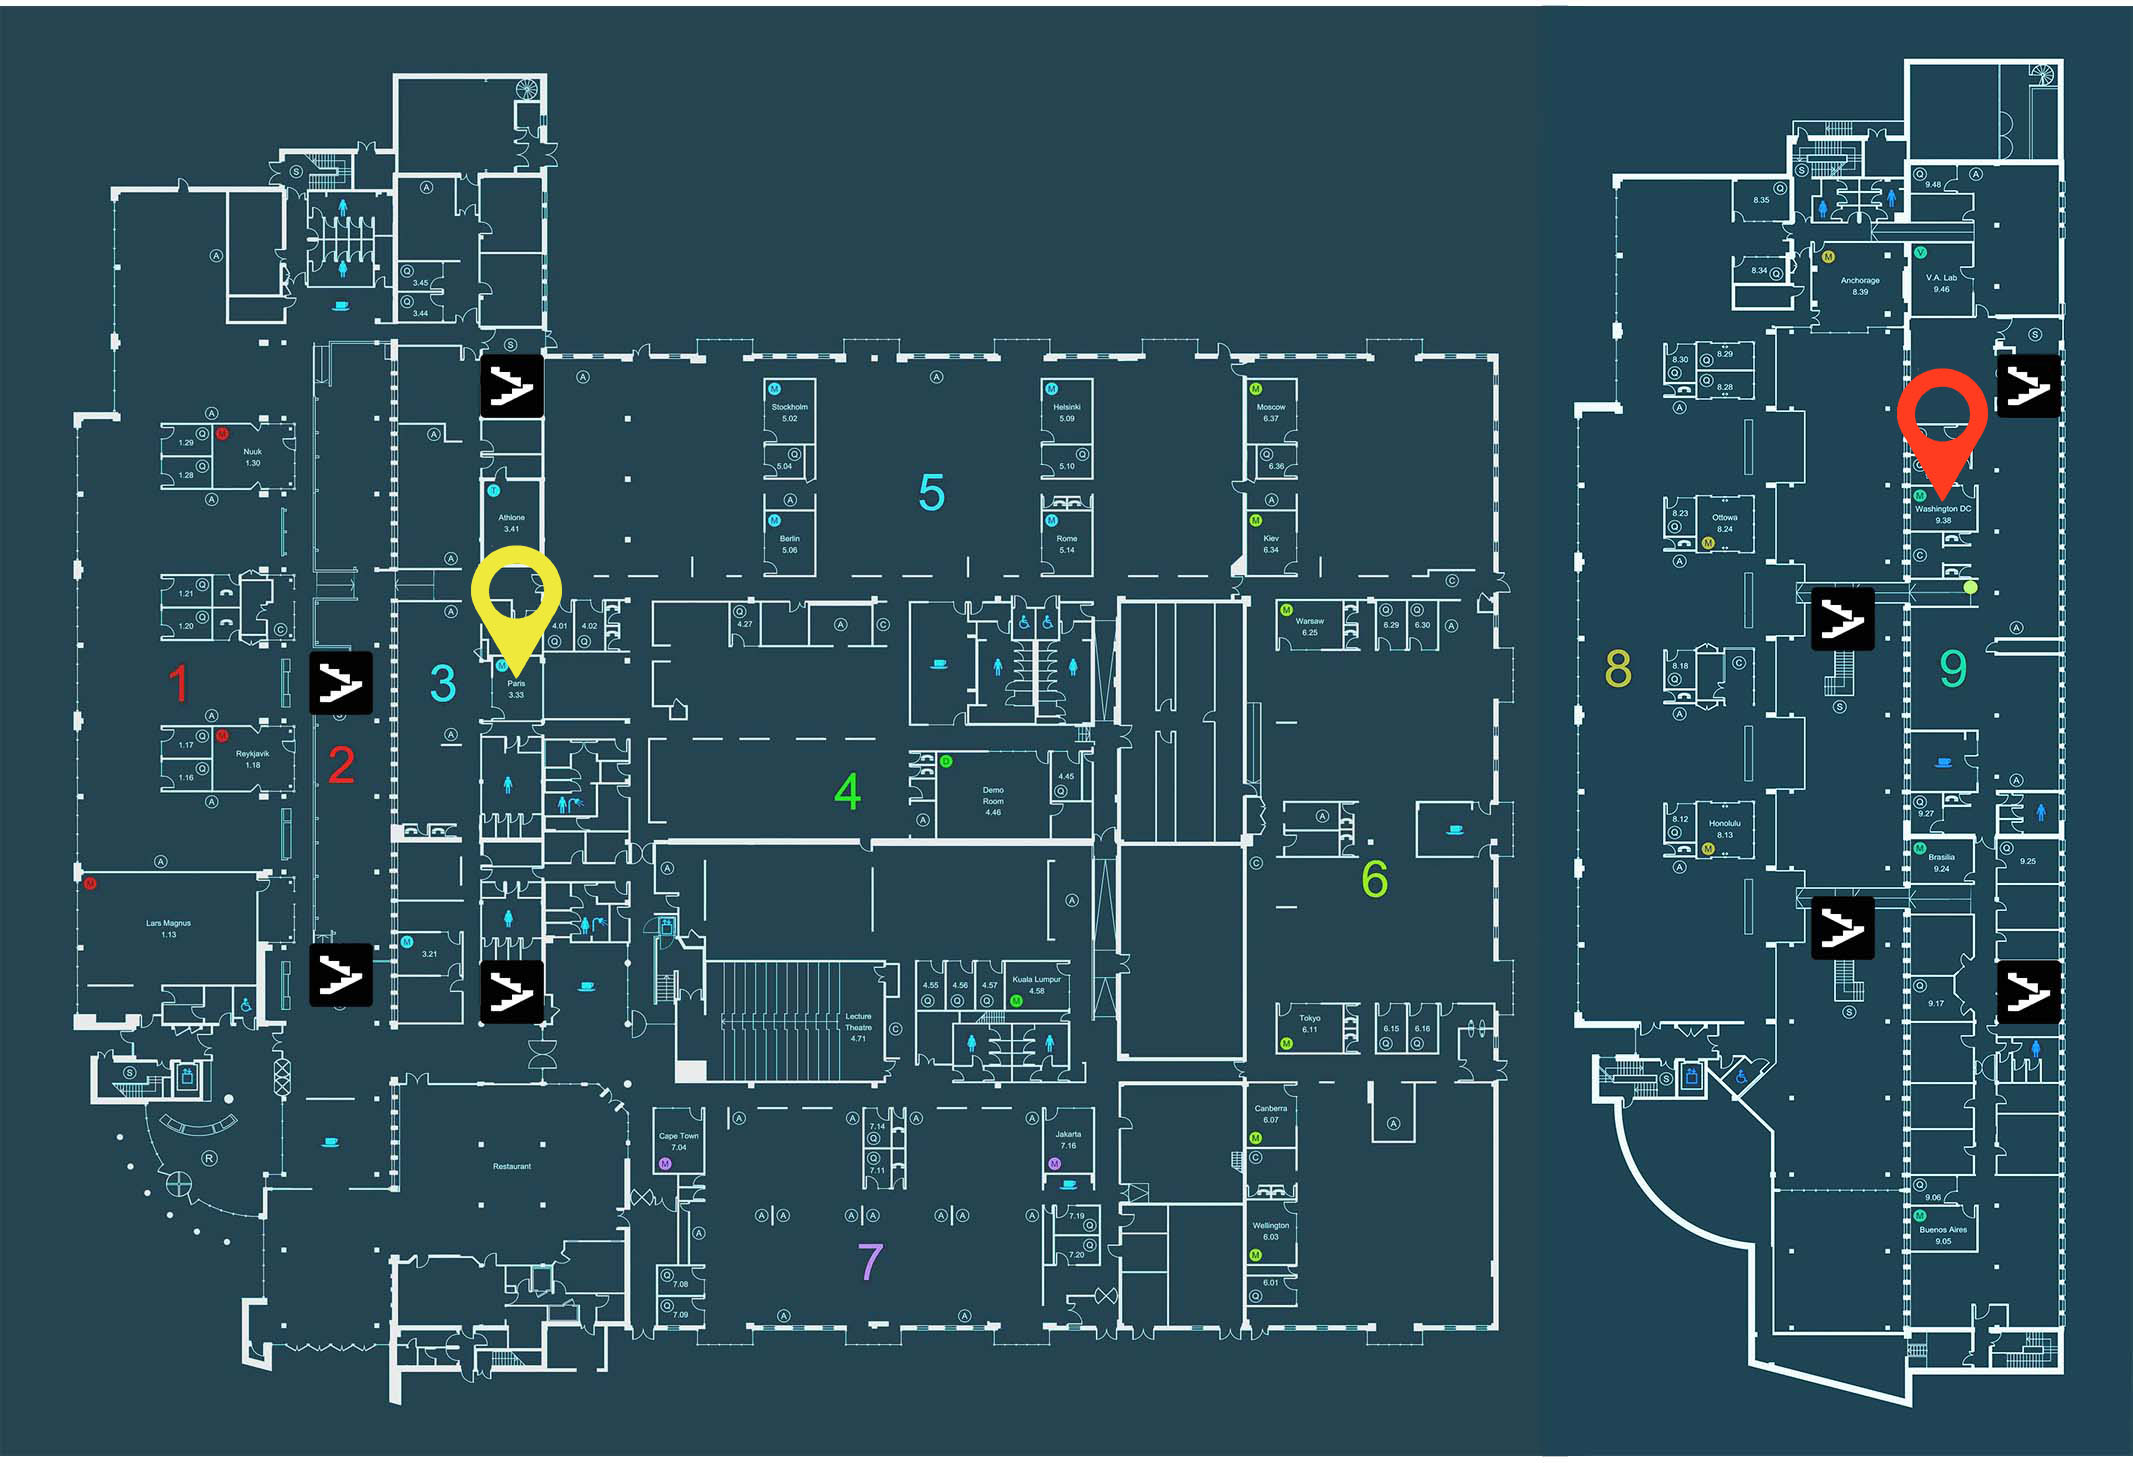 S
A
A
Q
3.45
Q
3.44
S
A
1.29
Q
M
Nuuk
1.30
1.28
Q
A
A
A
1.21
Q
1.20
Q
C
1
A
1.17
Q
M
Reykjavik
1.18
1.16
Q
A
2
A
M
Lars Magnus
1.13
S
R
T
Athlone
3.41
A
3
M
Paris
3.33
A
M
3.21
Restaurant
A
M
Stockholm
5.02
Q
5.04
A
M
Berlin
5.06
A
5
M
Helsinki
5.09
Q
5.10
M
Rome
5.14
M
Moscow
6.37
Q
6.36
A
M
Kiev
6.34
C
4.01
Q
4.02
Q
Q
4.27
A
C
4
D
Demo
Room
4.46
4.45
Q
A
A
A
4.55
Q
4.56
Q
4.57
Q
Kuala Lumpur
4.58
M
Lecture
Theatre
4.71
C
M
Warsaw
6.25
Q
6.29
Q
6.30
A
A
C
6
M
Tokyo
6.11
6.15
Q
6.16
Q
Canberra
6.07
M
C
Wellington
6.03
M
6.01
Q
A
Cape Town
7.04
M
A
A
7.14
Q
Q
7.11
A
A
Jakarta
7.16
M
A
A
A
A
A
A
A
A
7.19
Q
7.20
Q
7
Q
7.08
Q
7.09
A
A
S
8.35
Q
8.34
Q
M
Anchorage
8.39
8.30
Q
Q
8.29
Q
8.28
A
8.23
Q
Ottowa
8.24
M
A
8
8.18
Q
C
A
S
8.12
Q
Honolulu
8.13
M
A
S
S
Q
9.48
A
V
V.A. Lab
9.46
S
M
Washington DC
9.38
C
A
9
A
Q
9.27
M
Brasilia
9.24
Q
9.25
Q
9.17
Q
9.06
M
Buenos Aires
9.05